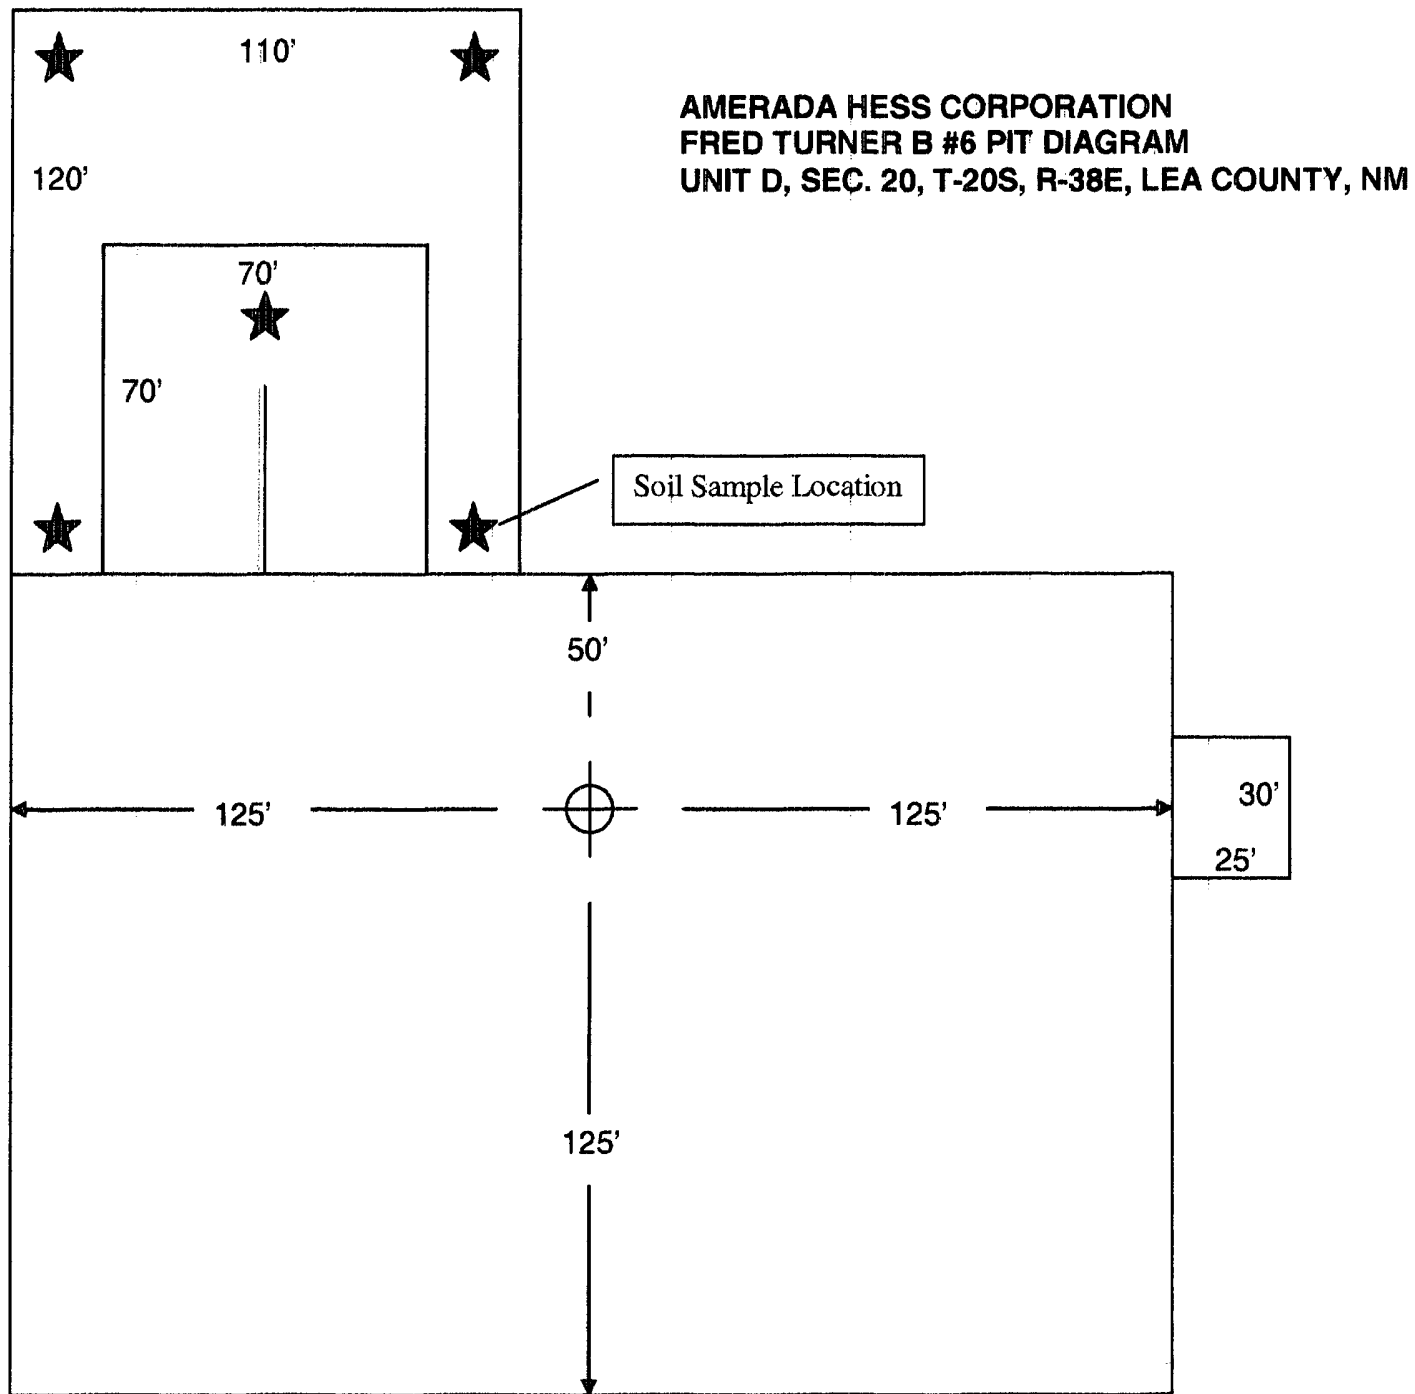 110'
AMERADA HESS CORPORATION
FRED TURNER B #6 PIT DIAGRAM
UNIT D, SEC. 20, T-20S, R-38E, LEA COUNTY, NM
120'
70'
70'
Soil Sample Location
50'
125'
125'
30'
25'
125'